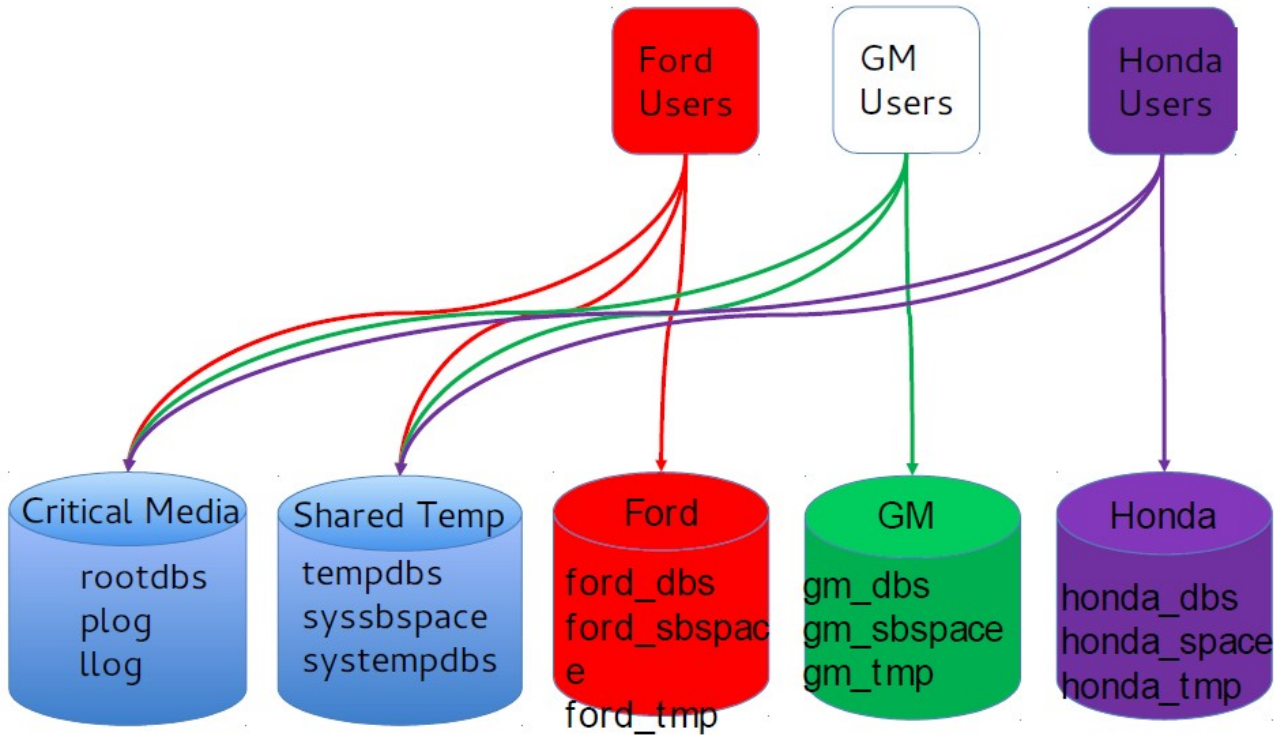 Ford
Users
GM
Users
Honda
Users
Critical Media
rootdbs
plog
llog
Shared Temp
tempdbs
syssbspace
systempdbs
Ford
ford_dbs
ford_sbspac
e
ford_tmp
GM
gm_dbs
gm_sbspace
gm_tmp
Honda
honda_dbs
honda_space
honda_tmp